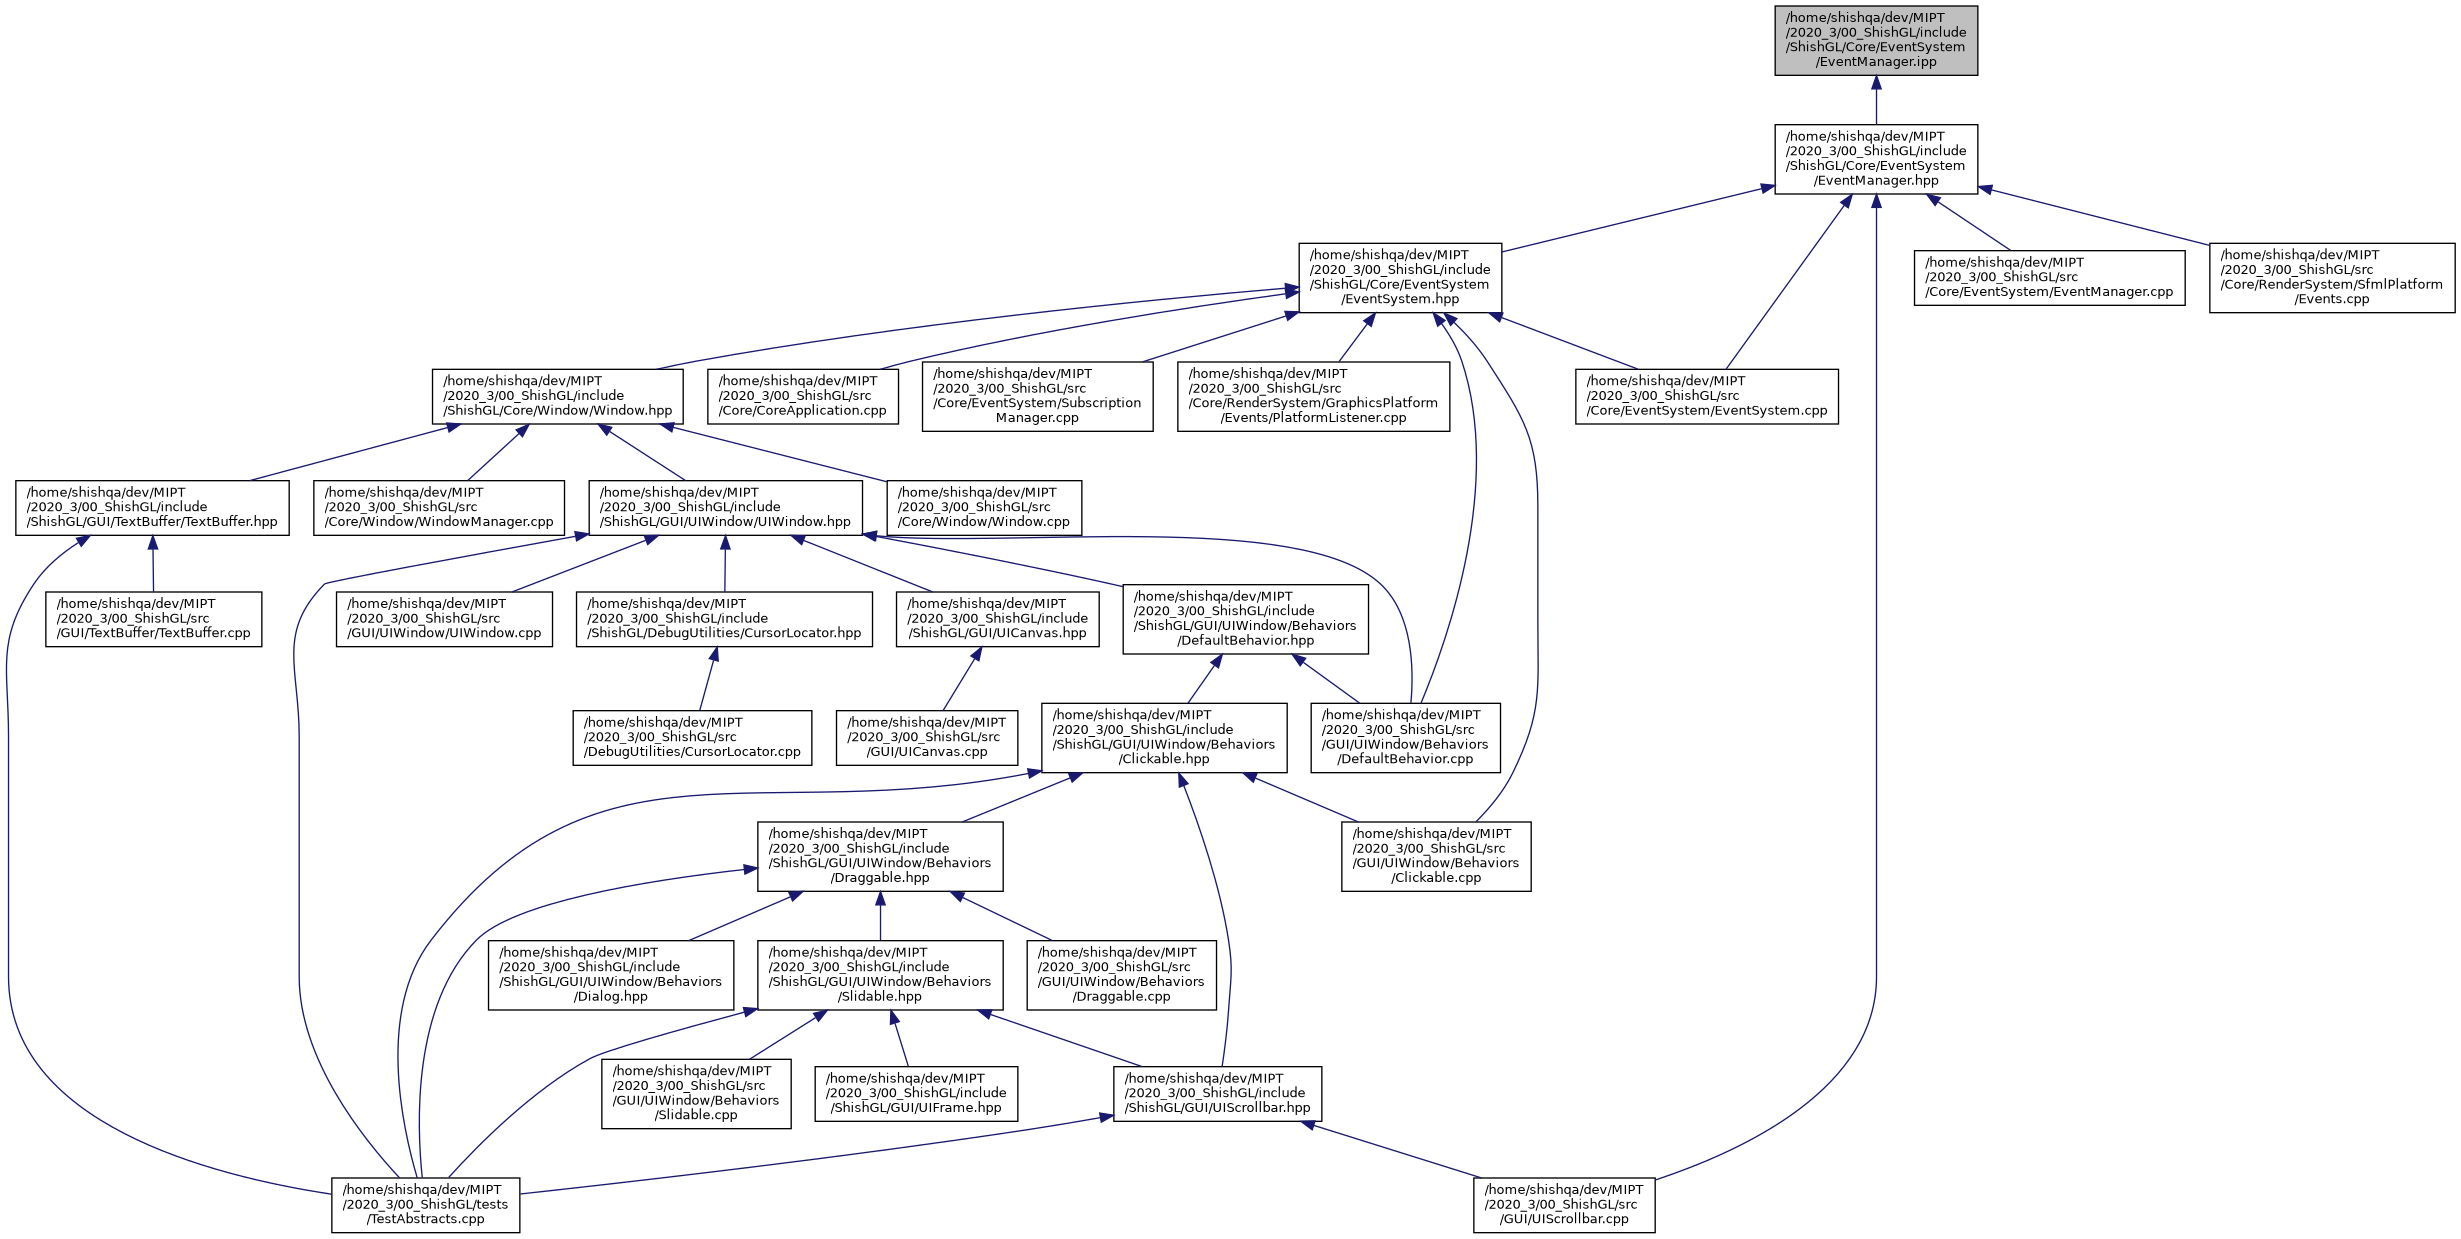 /home/shishqa/dev/MIPT
/2020_3/00_ShishGL/include
/ShishGL/Core/EventSystem
/EventManager.ipp
/home/shishqa/dev/MIPT
/2020_3/00_ShishGL/include
/ShishGL/Core/EventSystem
/EventManager.hpp
/home/shishqa/dev/MIPT
/2020_3/00_ShishGL/include
/ShishGL/Core/EventSystem
/EventSystem.hpp
/home/shishqa/dev/MIPT
/2020_3/00_ShishGL/src
/Core/EventSystem/EventManager.cpp
/home/shishqa/dev/MIPT
/2020_3/00_ShishGL/src
/Core/RenderSystem/SfmlPlatform
/Events.cpp
/home/shishqa/dev/MIPT
/2020_3/00_ShishGL/include
/ShishGL/Core/Window/Window.hpp
/home/shishqa/dev/MIPT
/2020_3/00_ShishGL/src
/Core/CoreApplication.cpp
/home/shishqa/dev/MIPT
/2020_3/00_ShishGL/src
/Core/EventSystem/Subscription
Manager.cpp
/home/shishqa/dev/MIPT
/2020_3/00_ShishGL/src
/Core/RenderSystem/GraphicsPlatform
/Events/PlatformListener.cpp
/home/shishqa/dev/MIPT
/2020_3/00_ShishGL/src
/Core/EventSystem/EventSystem.cpp
/home/shishqa/dev/MIPT
/2020_3/00_ShishGL/include
/ShishGL/GUI/TextBuffer/TextBuffer.hpp
/home/shishqa/dev/MIPT
/2020_3/00_ShishGL/src
/Core/Window/WindowManager.cpp
/home/shishqa/dev/MIPT
/2020_3/00_ShishGL/include
/ShishGL/GUI/UIWindow/UIWindow.hpp
/home/shishqa/dev/MIPT
/2020_3/00_ShishGL/src
/Core/Window/Window.cpp
/home/shishqa/dev/MIPT
/2020_3/00_ShishGL/src
/GUI/TextBuffer/TextBuffer.cpp
/home/shishqa/dev/MIPT
/2020_3/00_ShishGL/src
/GUI/UIWindow/UIWindow.cpp
/home/shishqa/dev/MIPT
/2020_3/00_ShishGL/include
/ShishGL/DebugUtilities/CursorLocator.hpp
/home/shishqa/dev/MIPT
/2020_3/00_ShishGL/include
/ShishGL/GUI/UICanvas.hpp
/home/shishqa/dev/MIPT
/2020_3/00_ShishGL/include
/ShishGL/GUI/UIWindow/Behaviors
/DefaultBehavior.hpp
/home/shishqa/dev/MIPT
/2020_3/00_ShishGL/src
/DebugUtilities/CursorLocator.cpp
/home/shishqa/dev/MIPT
/2020_3/00_ShishGL/src
/GUI/UICanvas.cpp
/home/shishqa/dev/MIPT
/2020_3/00_ShishGL/include
/ShishGL/GUI/UIWindow/Behaviors
/Clickable.hpp
/home/shishqa/dev/MIPT
/2020_3/00_ShishGL/src
/GUI/UIWindow/Behaviors
/DefaultBehavior.cpp
/home/shishqa/dev/MIPT
/2020_3/00_ShishGL/include
/ShishGL/GUI/UIWindow/Behaviors
/Draggable.hpp
/home/shishqa/dev/MIPT
/2020_3/00_ShishGL/src
/GUI/UIWindow/Behaviors
/Clickable.cpp
/home/shishqa/dev/MIPT
/2020_3/00_ShishGL/include
/ShishGL/GUI/UIWindow/Behaviors
/Dialog.hpp
/home/shishqa/dev/MIPT
/2020_3/00_ShishGL/include
/ShishGL/GUI/UIWindow/Behaviors
/Slidable.hpp
/home/shishqa/dev/MIPT
/2020_3/00_ShishGL/src
/GUI/UIWindow/Behaviors
/Draggable.cpp
/home/shishqa/dev/MIPT
/2020_3/00_ShishGL/src
/GUI/UIWindow/Behaviors
/Slidable.cpp
/home/shishqa/dev/MIPT
/2020_3/00_ShishGL/include
/ShishGL/GUI/UIFrame.hpp
/home/shishqa/dev/MIPT
/2020_3/00_ShishGL/include
/ShishGL/GUI/UIScrollbar.hpp
/home/shishqa/dev/MIPT
/2020_3/00_ShishGL/tests
/TestAbstracts.cpp
/home/shishqa/dev/MIPT
/2020_3/00_ShishGL/src
/GUI/UIScrollbar.cpp